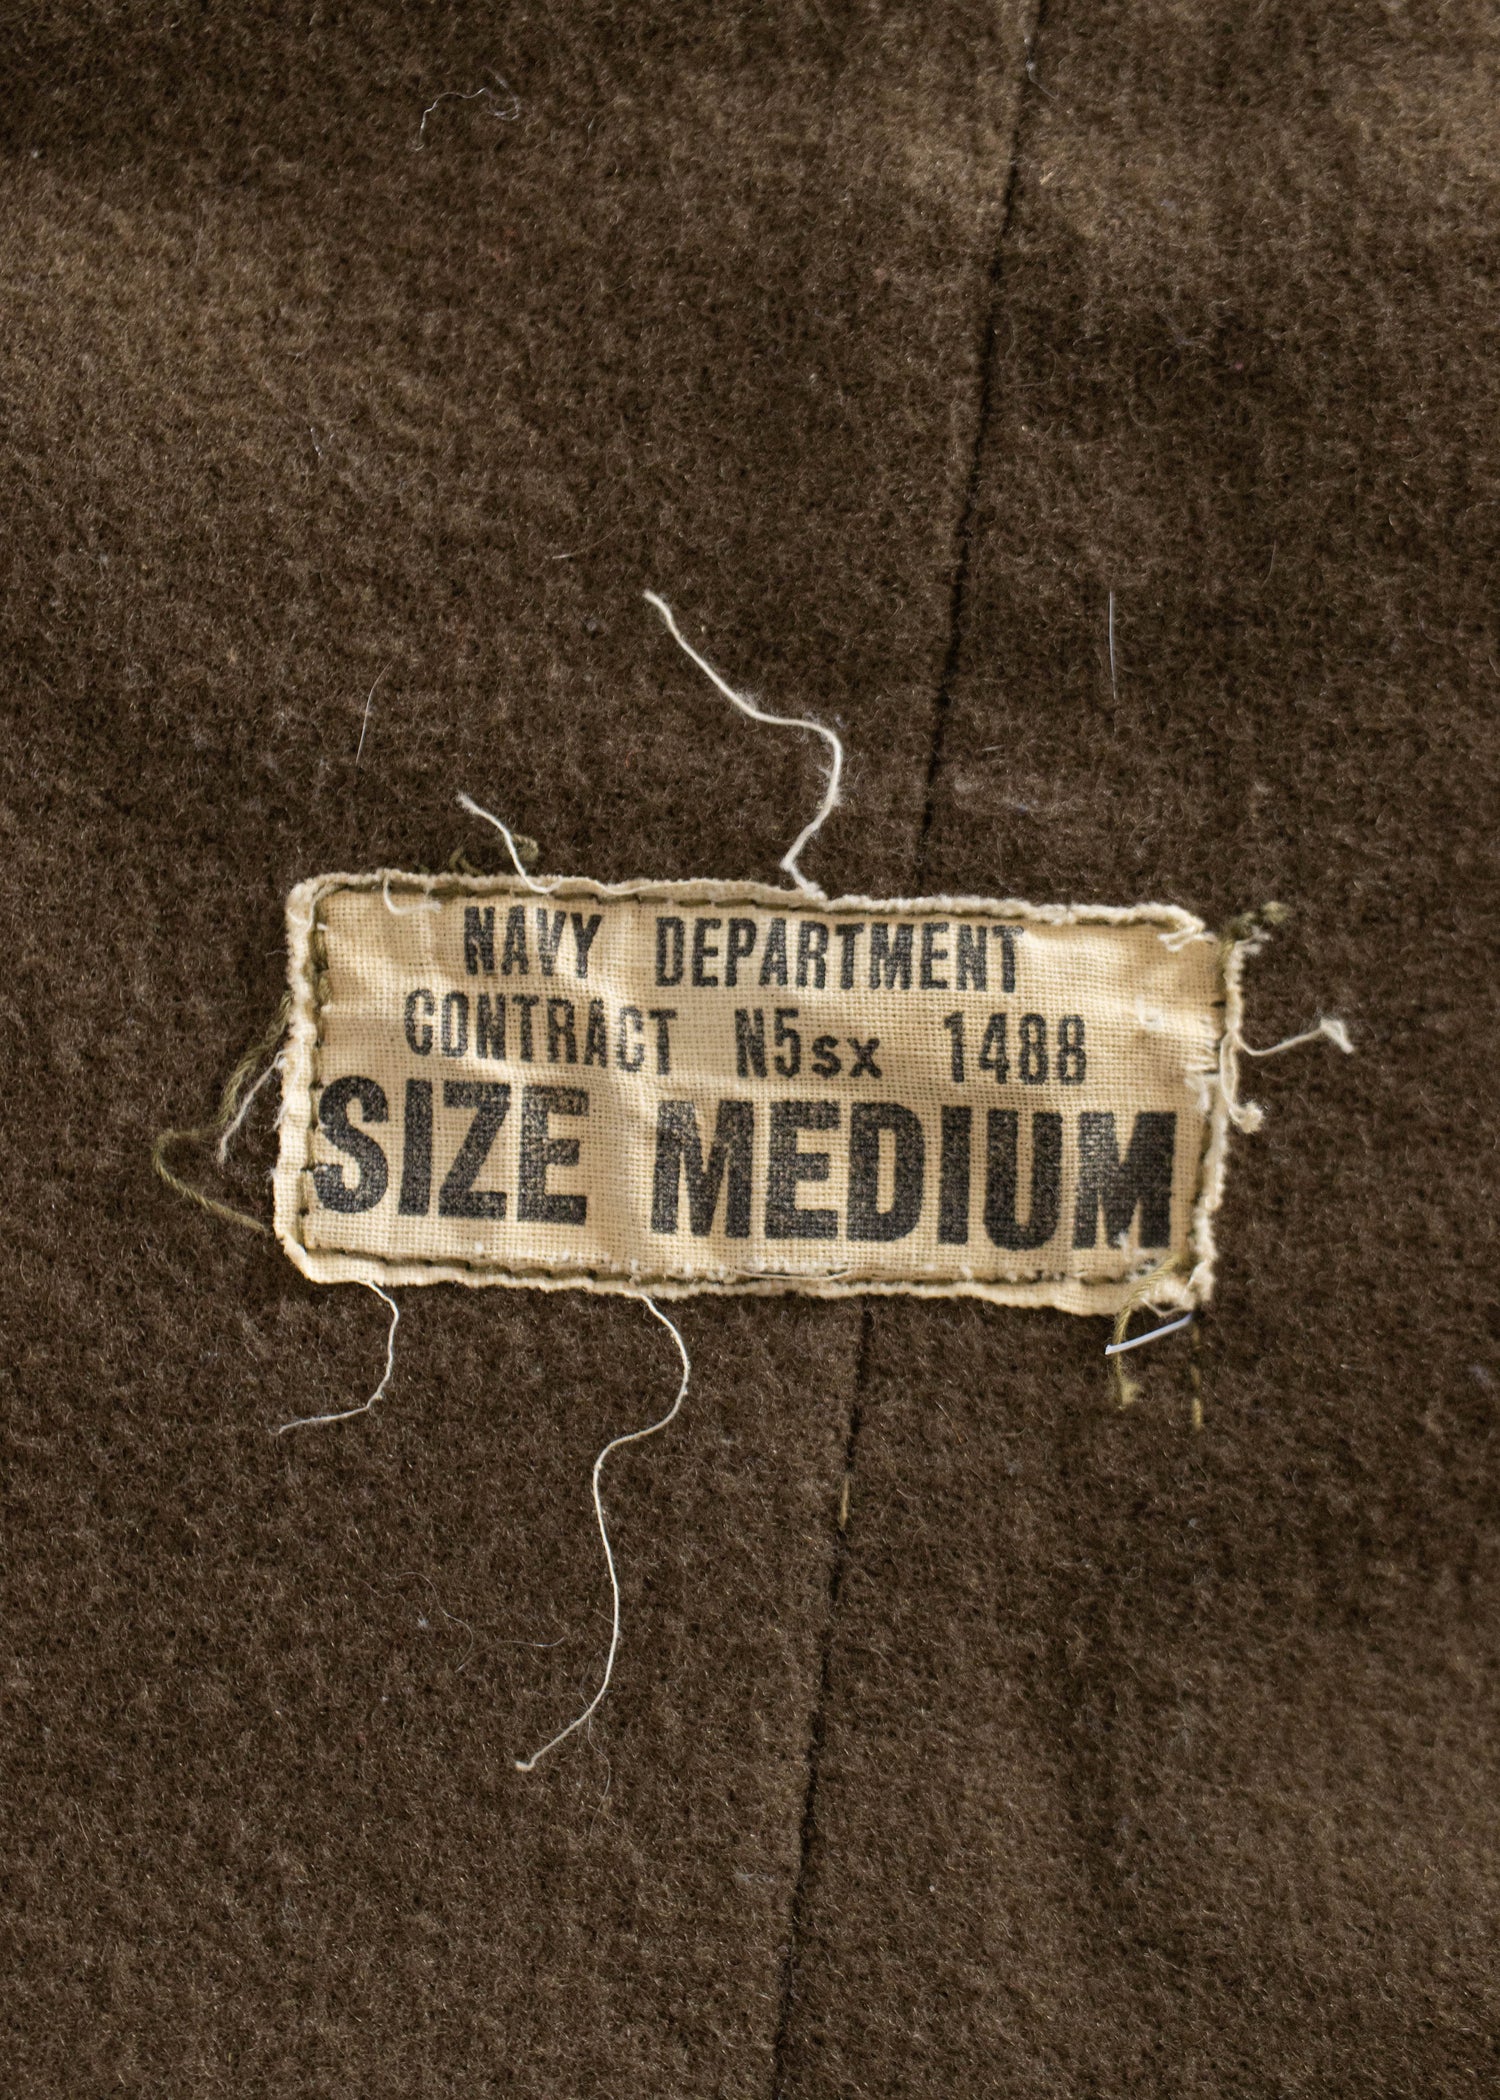 NAVY DEPARTMENT
CONTRACT N5sx 1488
SIZE MEDIUM